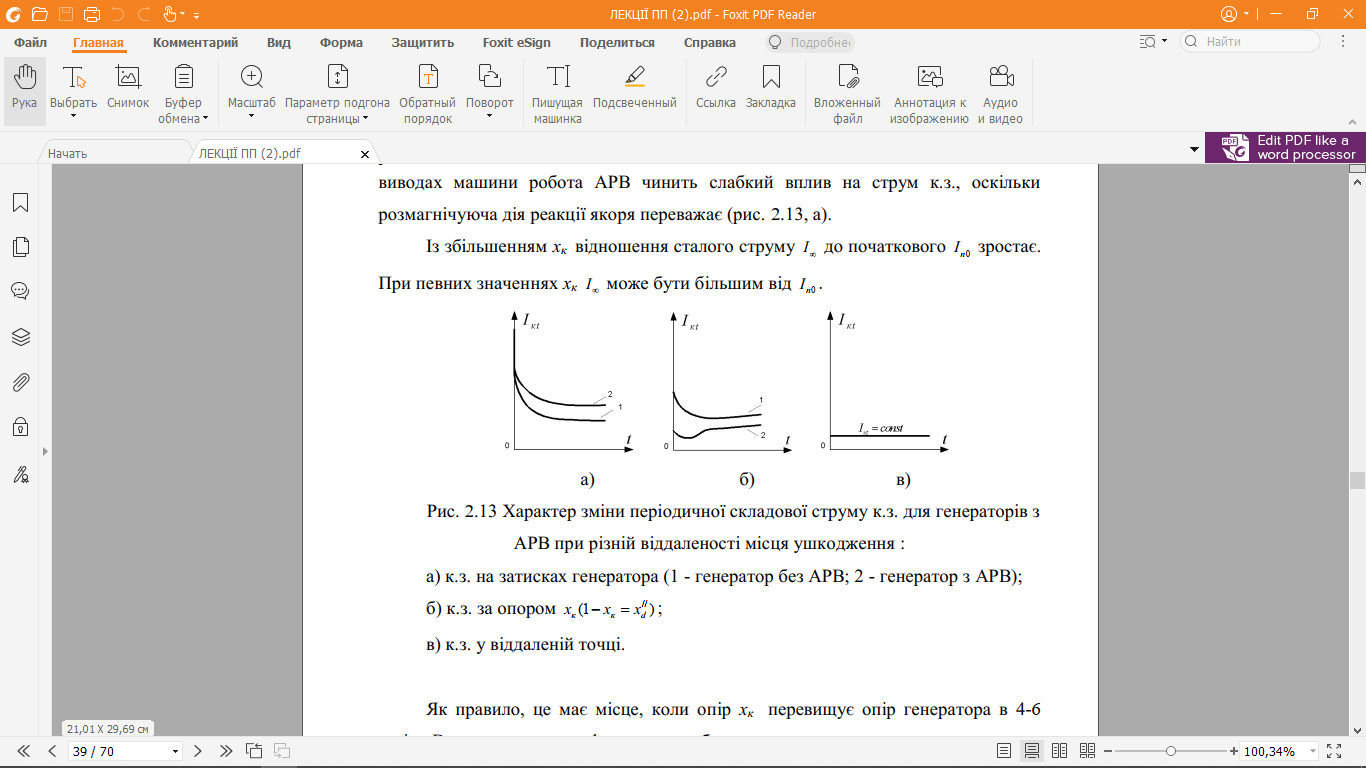 ЛЕКЦІЇ ПП (2).pdf - Foxit PDF Reader
Файл Главная Комментарий Вид Форма Защитить Foxit eSign Поделиться Справка Подробнее Найти
Рука Выбрать Снимок Буфер обмена Масштаб Параметр подгона страницы Обратный порядок Поворот Пишущая машинка Подсвеченный Ссылка Закладка Вложенный файл Аннотация к изображению Аудио и видео
Начать ЛЕКЦІЇ ПП (2).pdf Edit PDF like a word processor
виводах машини робота АРВ чинить слабкий вплив на струм к.з., оскільки
розмагнічуюча дія реакції якоря переважає (рис. 2.13, а).
Із збільшенням xк відношення сталого струму I∞ до початкового Iп0 зростає.
При певних значеннях xк I∞ може бути більшим від Iп0.
Iкt Iкt Iкt
2 1
1 2
I = const
0 t 0 t 0 t
а) б) в)
Рис. 2.13 Характер зміни періодичної складової струму к.з. для генераторів з
АРВ при різній віддаленості місця ушкодження :
а) к.з. на затисках генератора (1 - генератор без АРВ; 2 - генератор з АРВ);
б) к.з. за опором xк(1−xк = x″d);
в) к.з. у віддаленій точці.
Як правило, це має місце, коли опір xк перевищує опір генератора в 4-6
21,01 X 29,69 см
39 / 70 100,34%